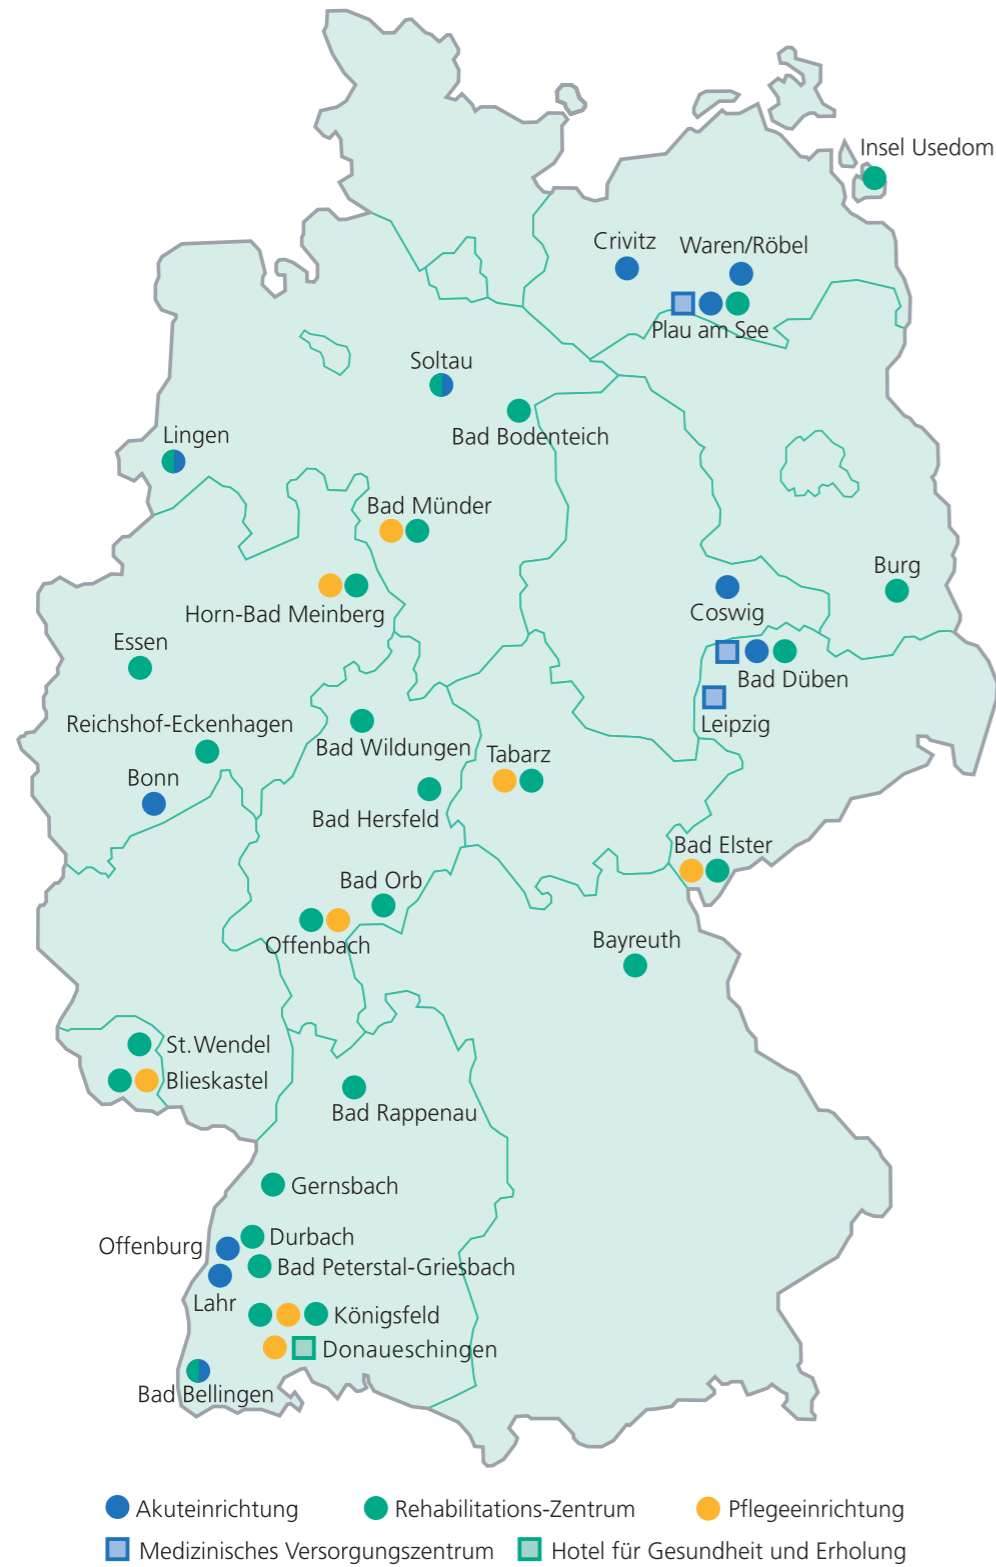 Insel Usedom
Crivitz
Waren/Röbel
Plau am See
Soltau
Bad Bodenteich
Lingen
Bad Münder
Burg
Horn-Bad Meinberg
Coswig
Essen
Bad Düben
Leipzig
Reichshof-Eckenhagen
Bad Wildungen
Tabarz
Bonn
Bad Hersfeld
Bad Elster
Bad Orb
Offenbach
Bayreuth
St.Wendel
Blieskastel
Bad Rappenau
Gernsbach
Durbach
Offenburg
Bad Peterstal-Griesbach
Lahr
Königsfeld
Donaueschingen
Bad Bellingen
Akuteinrichtung Rehabilitations-Zentrum Pflegeeinrichtung
Medizinisches Versorgungszentrum Hotel für Gesundheit und Erholung